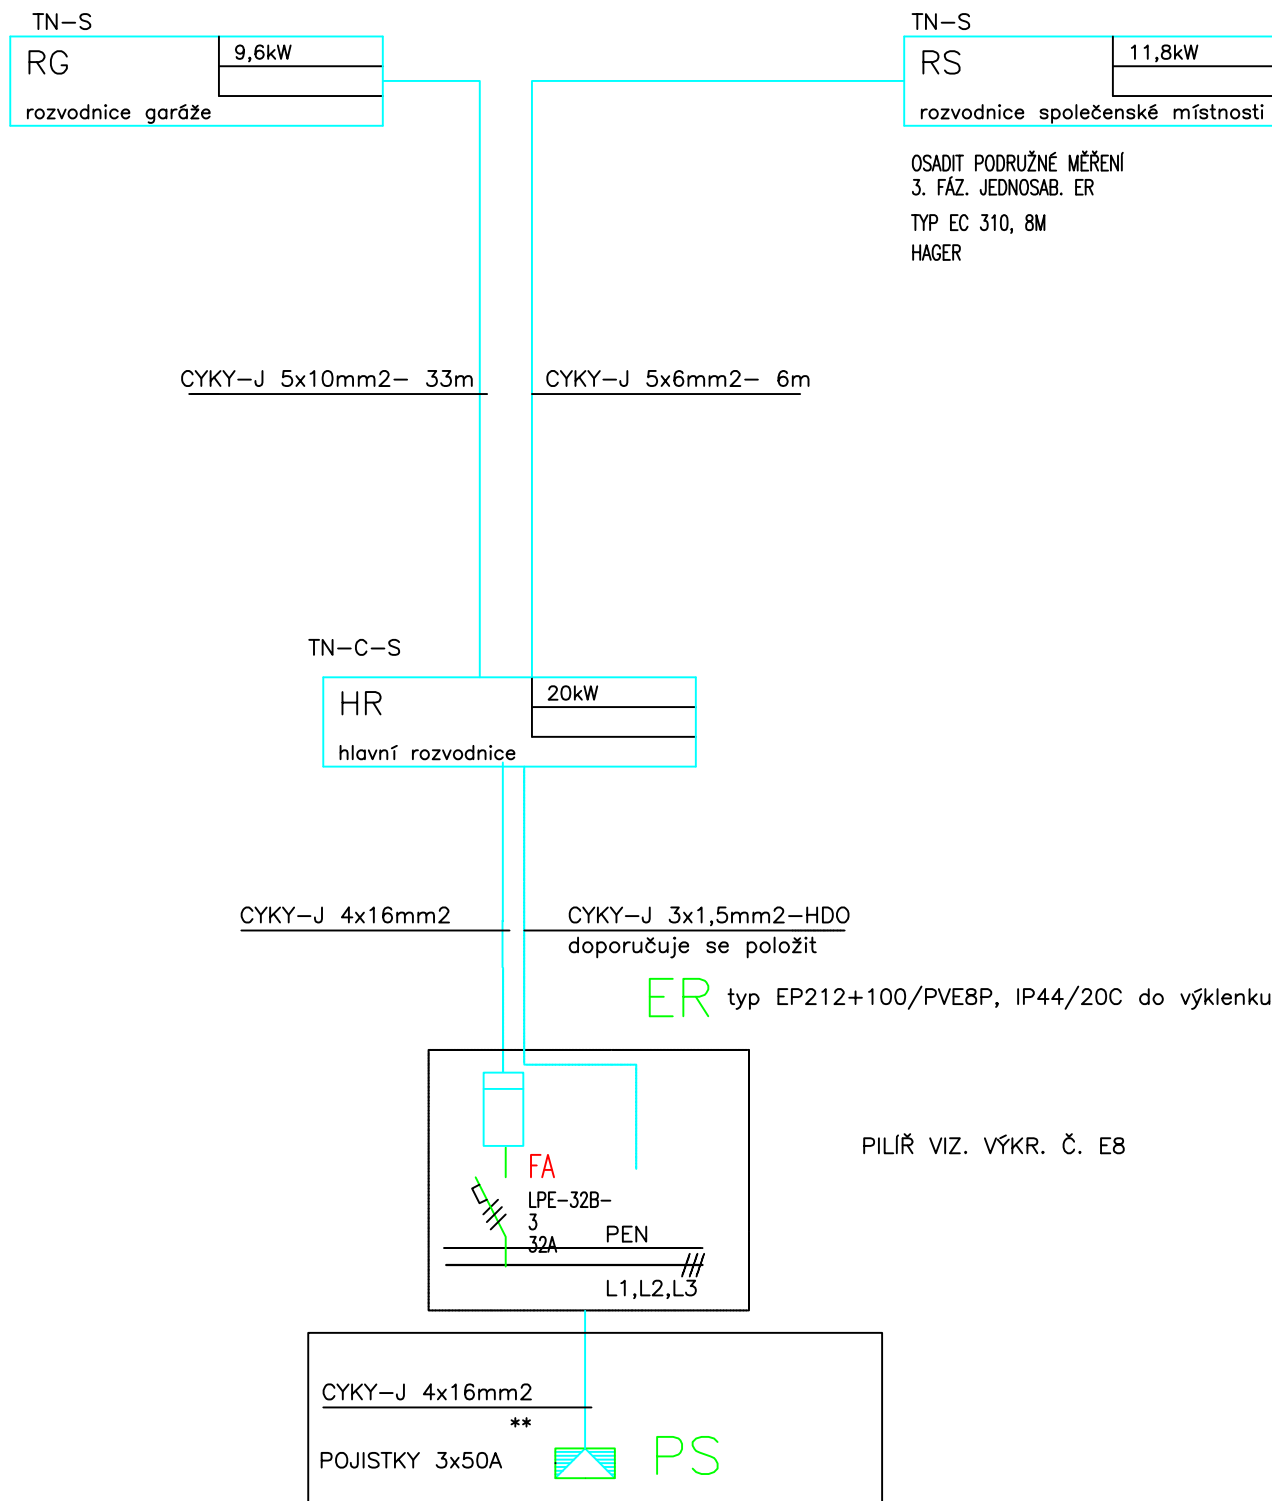 TN-S
RG
9,6kW
rozvodnice garáže
TN-S
RS
11,8kW
rozvodnice společenské místnosti
OSADIT PODRUŽNÉ MĚŘENÍ
3. FÁZ. JEDNOSAB. ER
TYP EC 310, 8M
HAGER
CYKY-J 5x10mm2- 33m
CYKY-J 5x6mm2- 6m
TN-C-S
HR
20kW
hlavní rozvodnice
CYKY-J 4x16mm2
CYKY-J 3x1,5mm2-HDO
doporučuje se položit
ER typ EP212+100/PVE8P, IP44/20C do výklenku
PILÍŘ VIZ. VÝKR. Č. E8
FA
LPE-32B-
3
32A
PEN
L1,L2,L3
CYKY-J 4x16mm2
**
POJISTKY 3x50A
PS